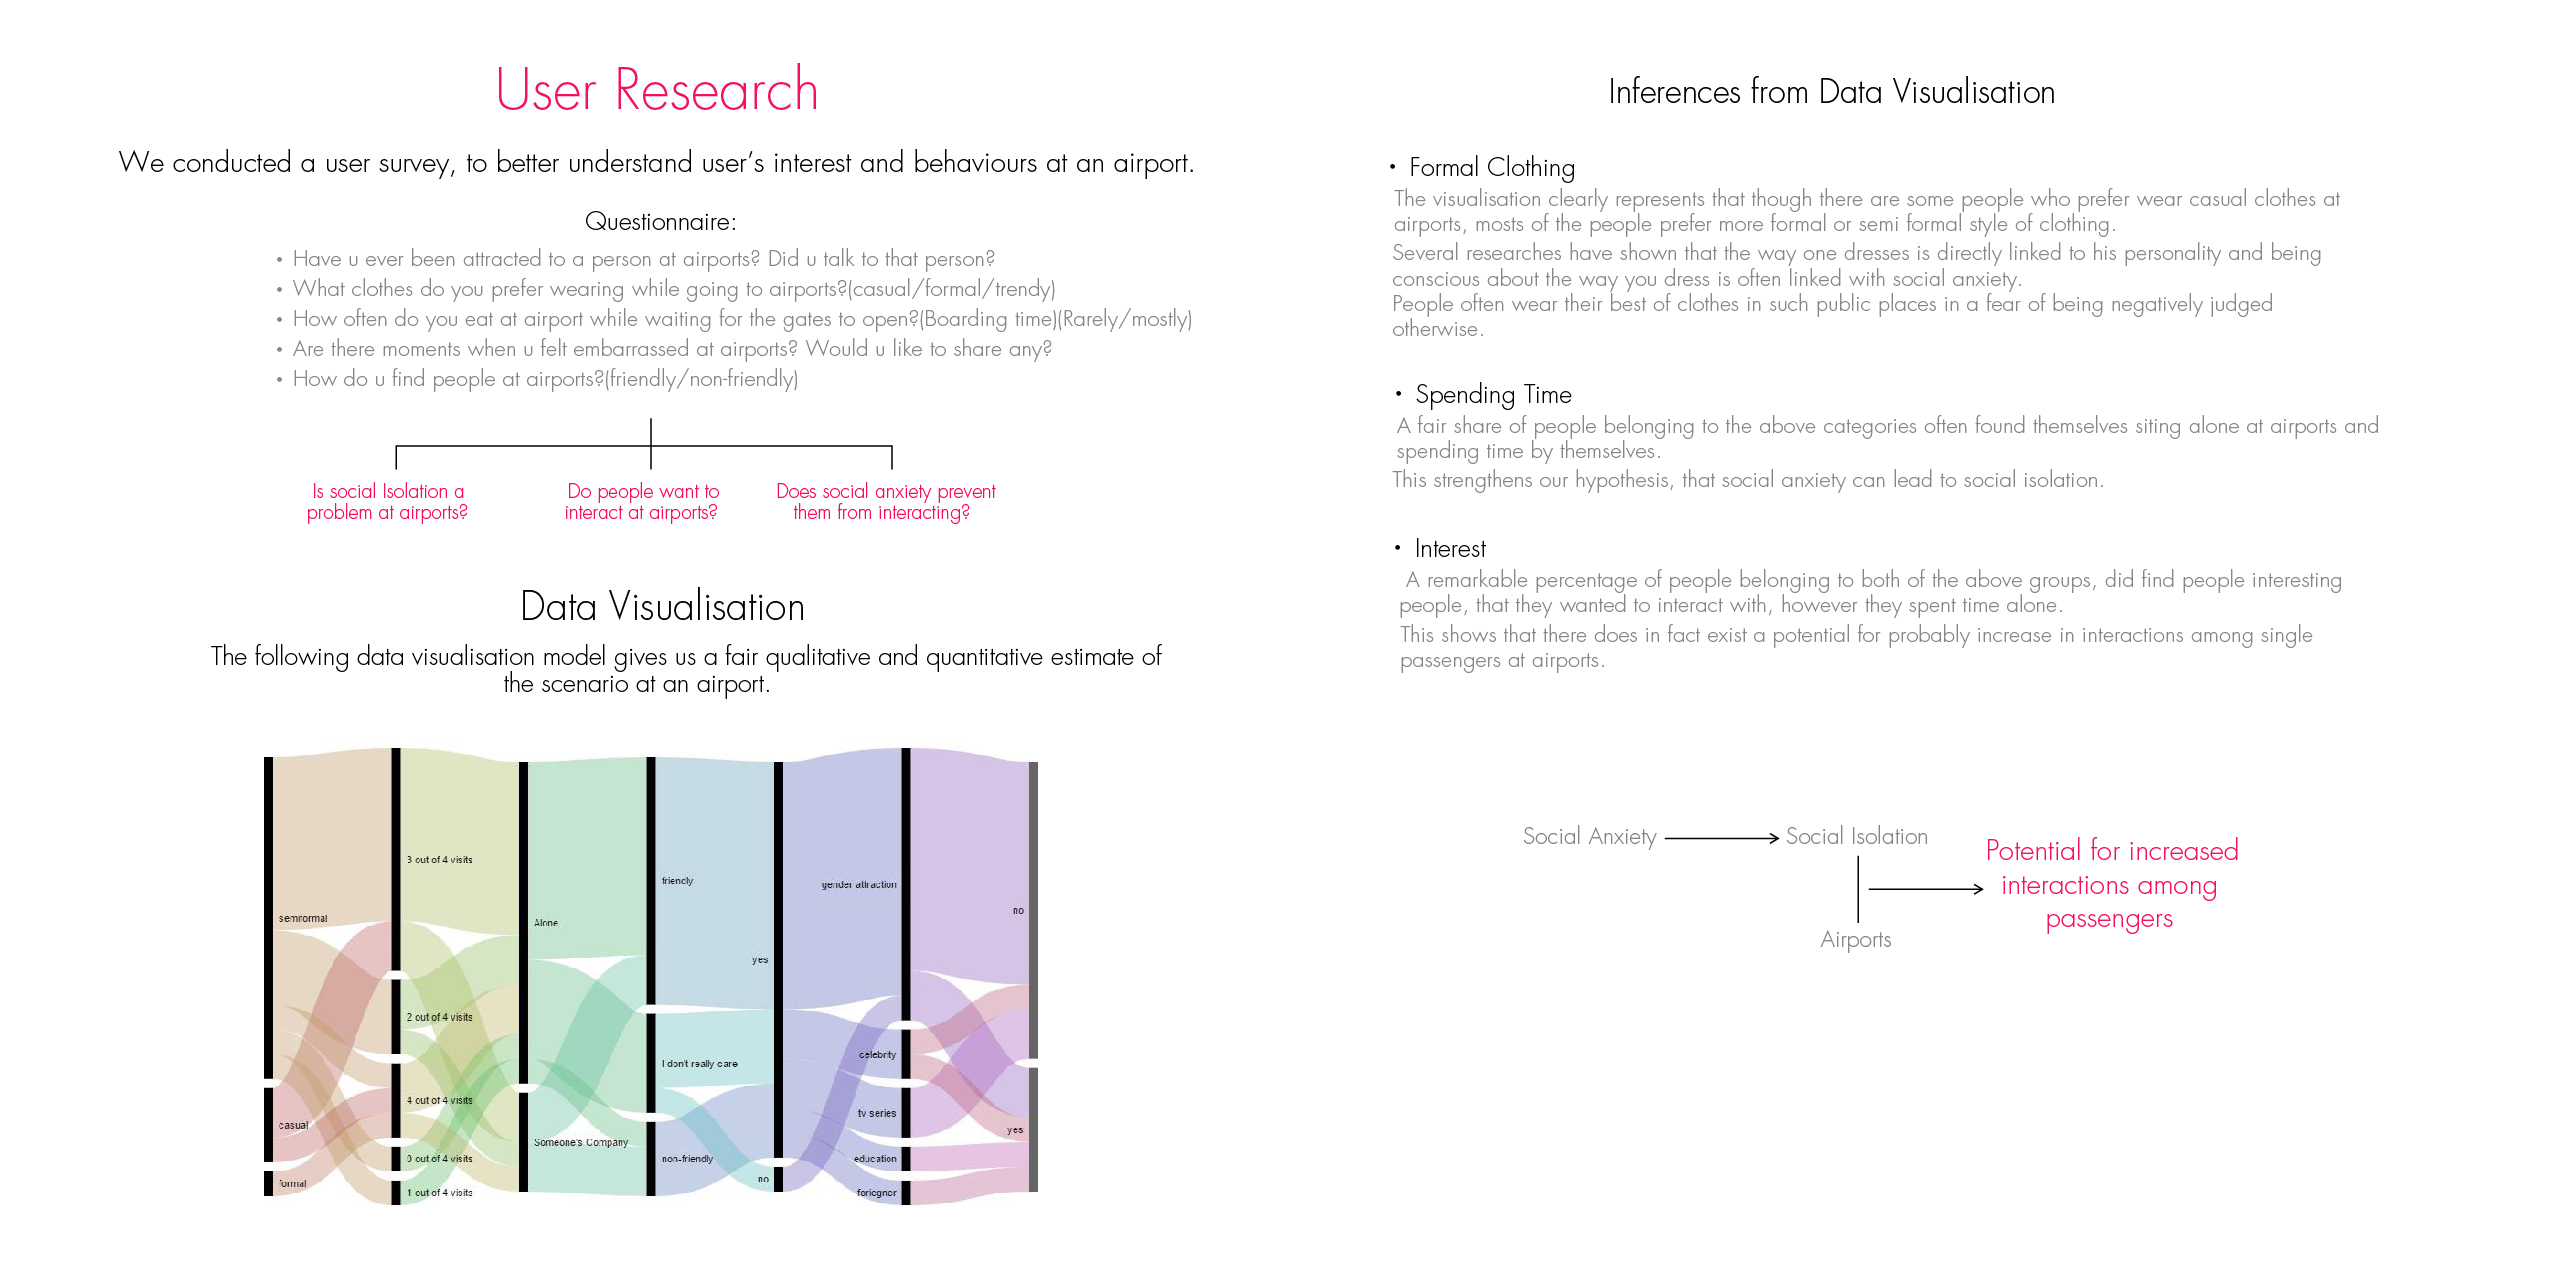 User Research
We conducted a user survey, to better understand user’s interest and behaviours at an airport.
Questionnaire:
• Have u ever been attracted to a person at airports? Did u talk to that person?
• What clothes do you prefer wearing while going to airports?(casual/formal/trendy)
• How often do you eat at airport while waiting for the gates to open?(Boarding time)(Rarely/mostly)
• Are there moments when u felt embarrassed at airports? Would u like to share any?
• How do u find people at airports?(friendly/non-friendly)
Is social Isolation a
problem at airports?
Do people want to
interact at airports?
Does social anxiety prevent
them from interacting?
Data Visualisation
The following data visualisation model gives us a fair qualitative and quantitative estimate of
the scenario at an airport.
semiformal
casual
formal
3 out of 4 visits
2 out of 4 visits
4 out of 4 visits
0 out of 4 visits
1 out of 4 visits
Alone
Someone's Company
friendly
I don't really care
non-friendly
yes
no
gender attraction
celebrity
tv series
education
foriegner
no
yes
Inferences from Data Visualisation
• Formal Clothing
The visualisation clearly represents that though there are some people who prefer wear casual clothes at
airports, mosts of the people prefer more formal or semi formal style of clothing.
Several researches have shown that the way one dresses is directly linked to his personality and being
conscious about the way you dress is often linked with social anxiety.
People often wear their best of clothes in such public places in a fear of being negatively judged
otherwise.
• Spending Time
A fair share of people belonging to the above categories often found themselves siting alone at airports and
spending time by themselves.
This strengthens our hypothesis, that social anxiety can lead to social isolation.
• Interest
A remarkable percentage of people belonging to both of the above groups, did find people interesting
people, that they wanted to interact with, however they spent time alone.
This shows that there does in fact exist a potential for probably increase in interactions among single
passengers at airports.
Social Anxiety
Social Isolation
Airports
Potential for increased
interactions among
passengers